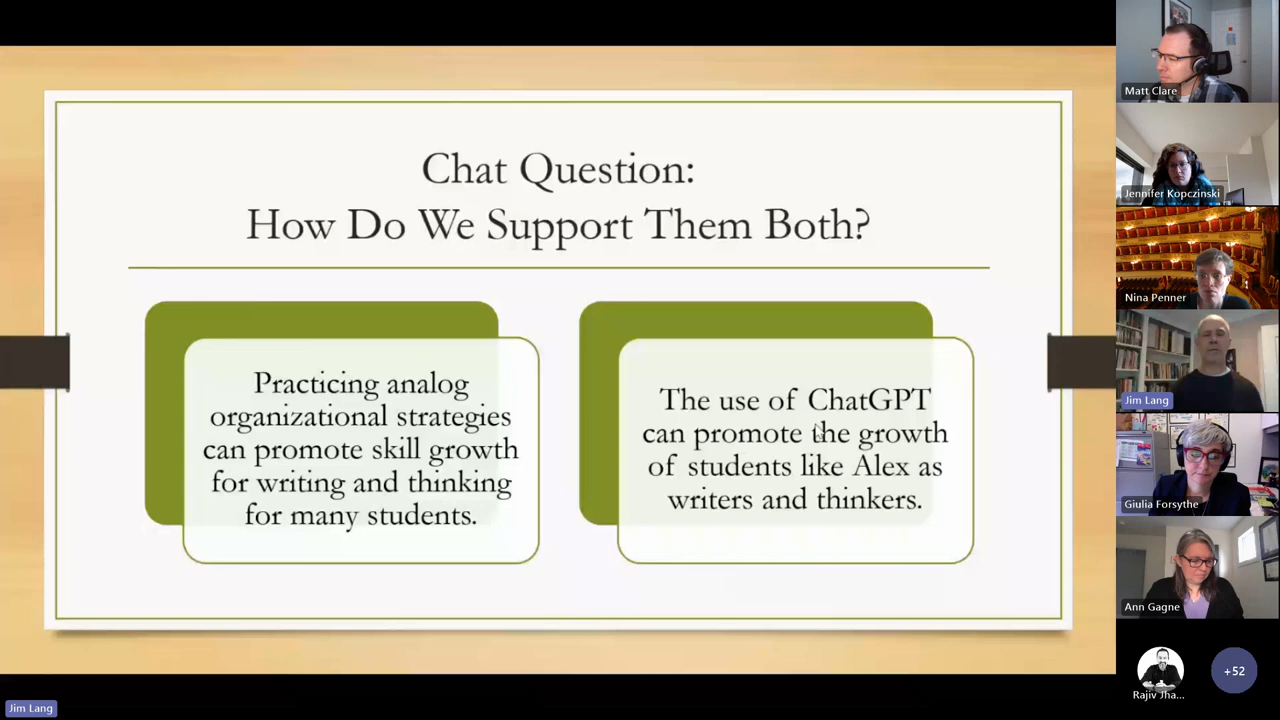 Chat Question:
How Do We Support Them Both?
Practicing analog
organizational strategies
can promote skill growth
for writing and thinking
for many students.
The use of ChatGPT
can promote the growth
of students like Alex as
writers and thinkers.
Matt Clare
Jennifer Kopczinski
Nina Penner
Jim Lang
Giulia Forsythe
Ann Gagne
Rajiv Jha...
+52
Jim Lang